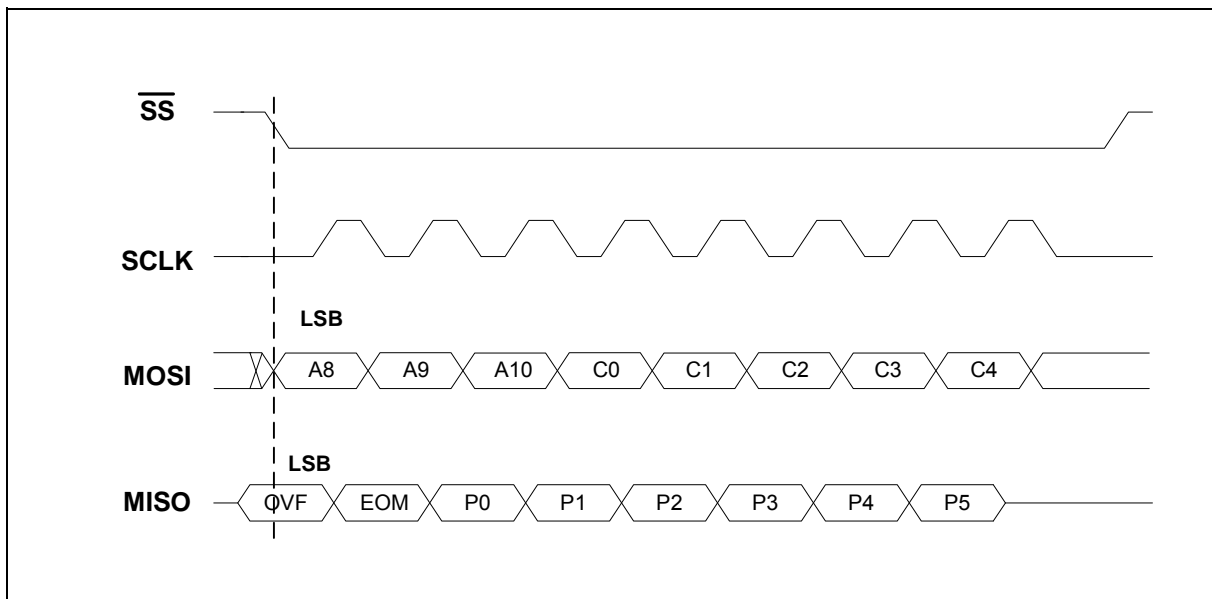 SS
SCLK
LSB
MOSI A8 A9 A10 C0 C1 C2 C3 C4
LSB
MISO OVF EOM P0 P1 P2 P3 P4 P5